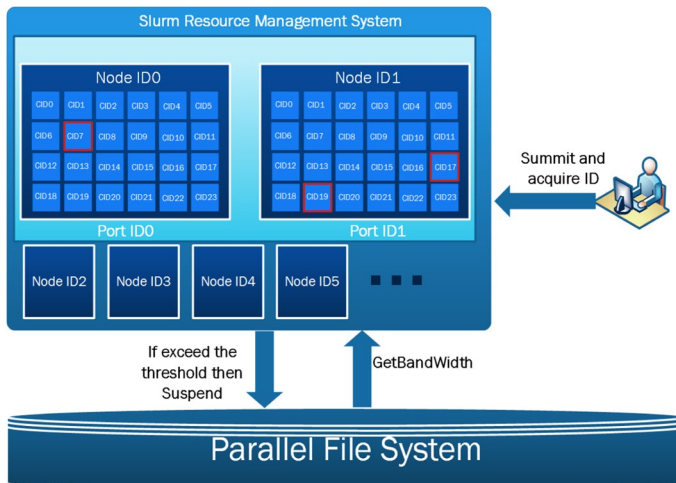 Slurm Resource Management System
Node ID0
Node ID1
CID0 CID1 CID2 CID3 CID4 CID5
CID6 CID7 CID8 CID9 CID10 CID11
CID12 CID13 CID14 CID15 CID16 CID17
CID18 CID19 CID20 CID21 CID22 CID23
CID0 CID1 CID2 CID3 CID4 CID5
CID6 CID7 CID8 CID9 CID10 CID11
CID12 CID13 CID14 CID15 CID16 CID17
CID18 CID19 CID20 CID21 CID22 CID23
Port ID0
Port ID1
Summit and
acquire ID
Node ID2
Node ID3
Node ID4
Node ID5
If exceed the
threshold then
Suspend
GetBandWidth
Parallel File System